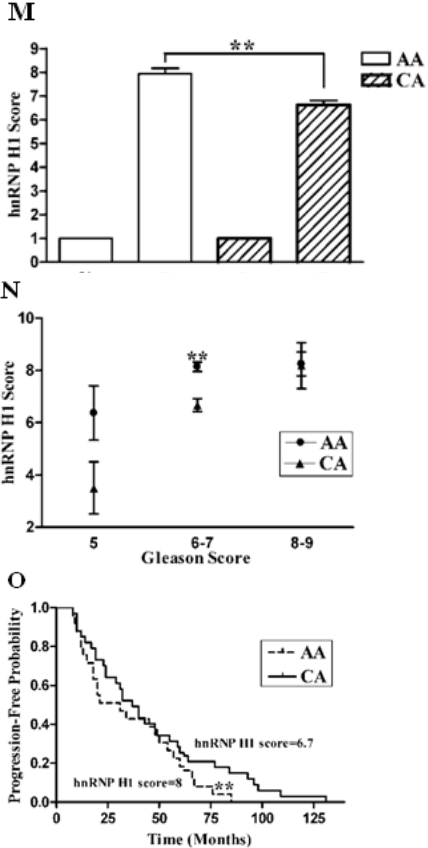 M
**
AA
CA
hnRNP H1 Score
9
8
7
6
5
4
3
2
1
0
N
hnRNP H1 Score
10
8
6
4
2
**
AA
CA
5 6-7 8-9
Gleason Score
O
Progression-Free Probability
1.0
0.8
0.6
0.4
0.2
0.0
AA
CA
hnRNP H1 score=6.7
hnRNP H1 score=8
**
0 25 50 75 100 125
Time (Months)